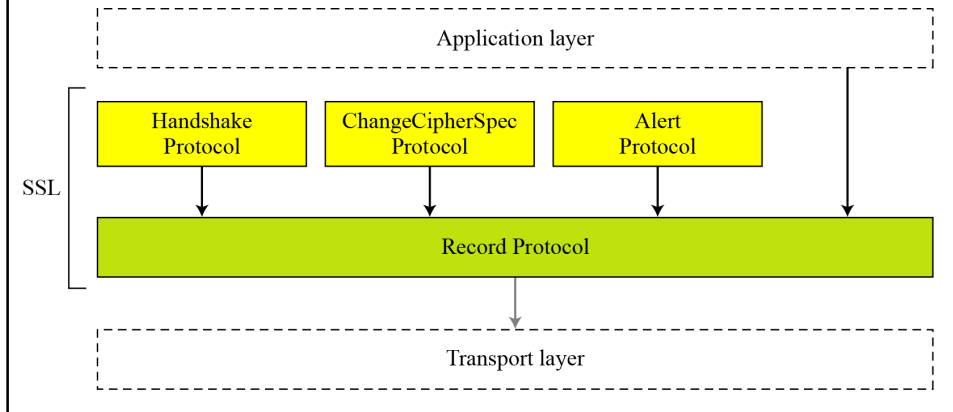 Application layer
Handshake
Protocol
ChangeCipherSpec
Protocol
Alert
Protocol
SSL
Record Protocol
Transport layer